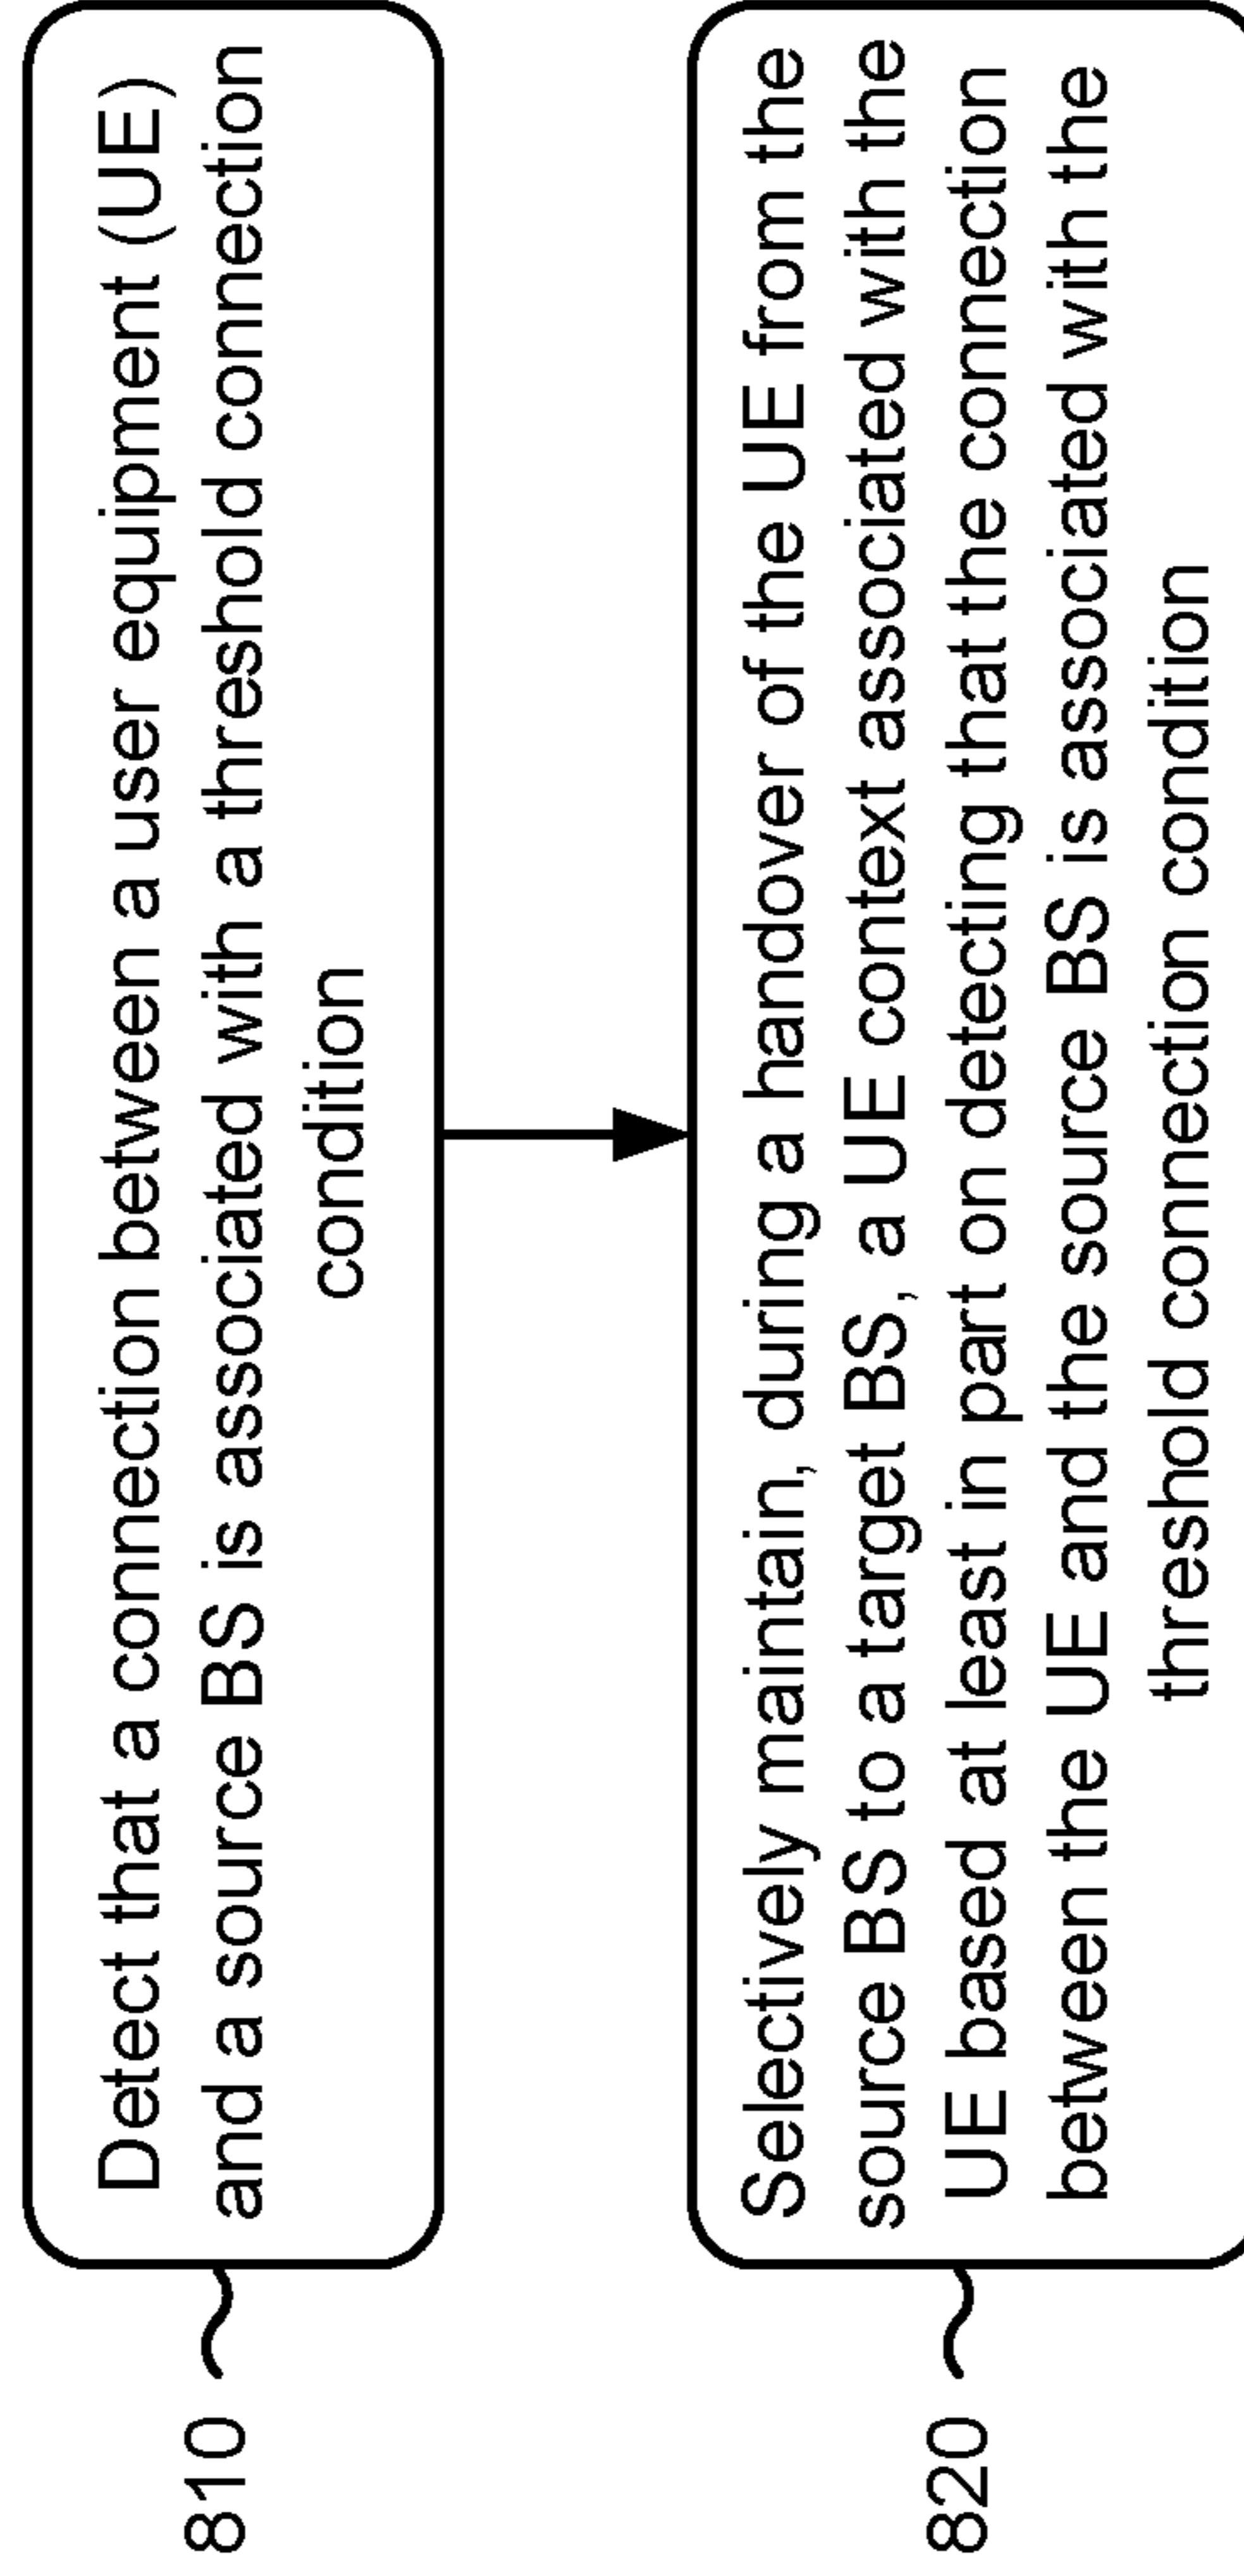 810
Detect that a connection between a user equipment (UE)
and a source BS is associated with a threshold connection
condition
820
Selectively maintain, during a handover of the UE from the
source BS to a target BS, a UE context associated with the
UE based at least in part on detecting that the connection
between the UE and the source BS is associated with the
threshold connection condition